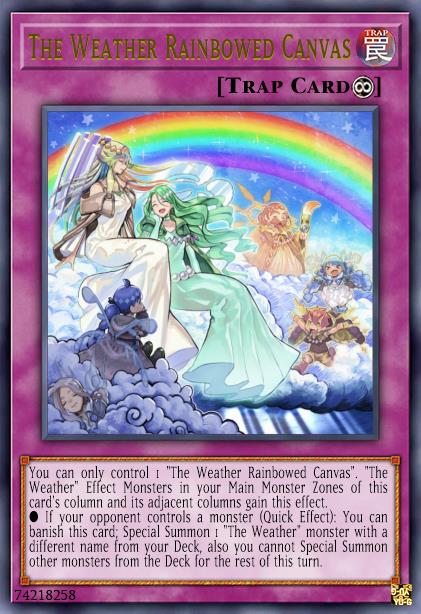 The Weather Rainbowed Canvas
TRAP
罠
[Trap Card♾]
You can only control 1 "The Weather Rainbowed Canvas". "The
Weather" Effect Monsters in your Main Monster Zones of this
card's column and its adjacent columns gain this effect.
● If your opponent controls a monster (Quick Effect): You can
banish this card; Special Summon 1 "The Weather" monster with a
different name from your Deck, also you cannot Special Summon
other monsters from the Deck for the rest of this turn.
74218258